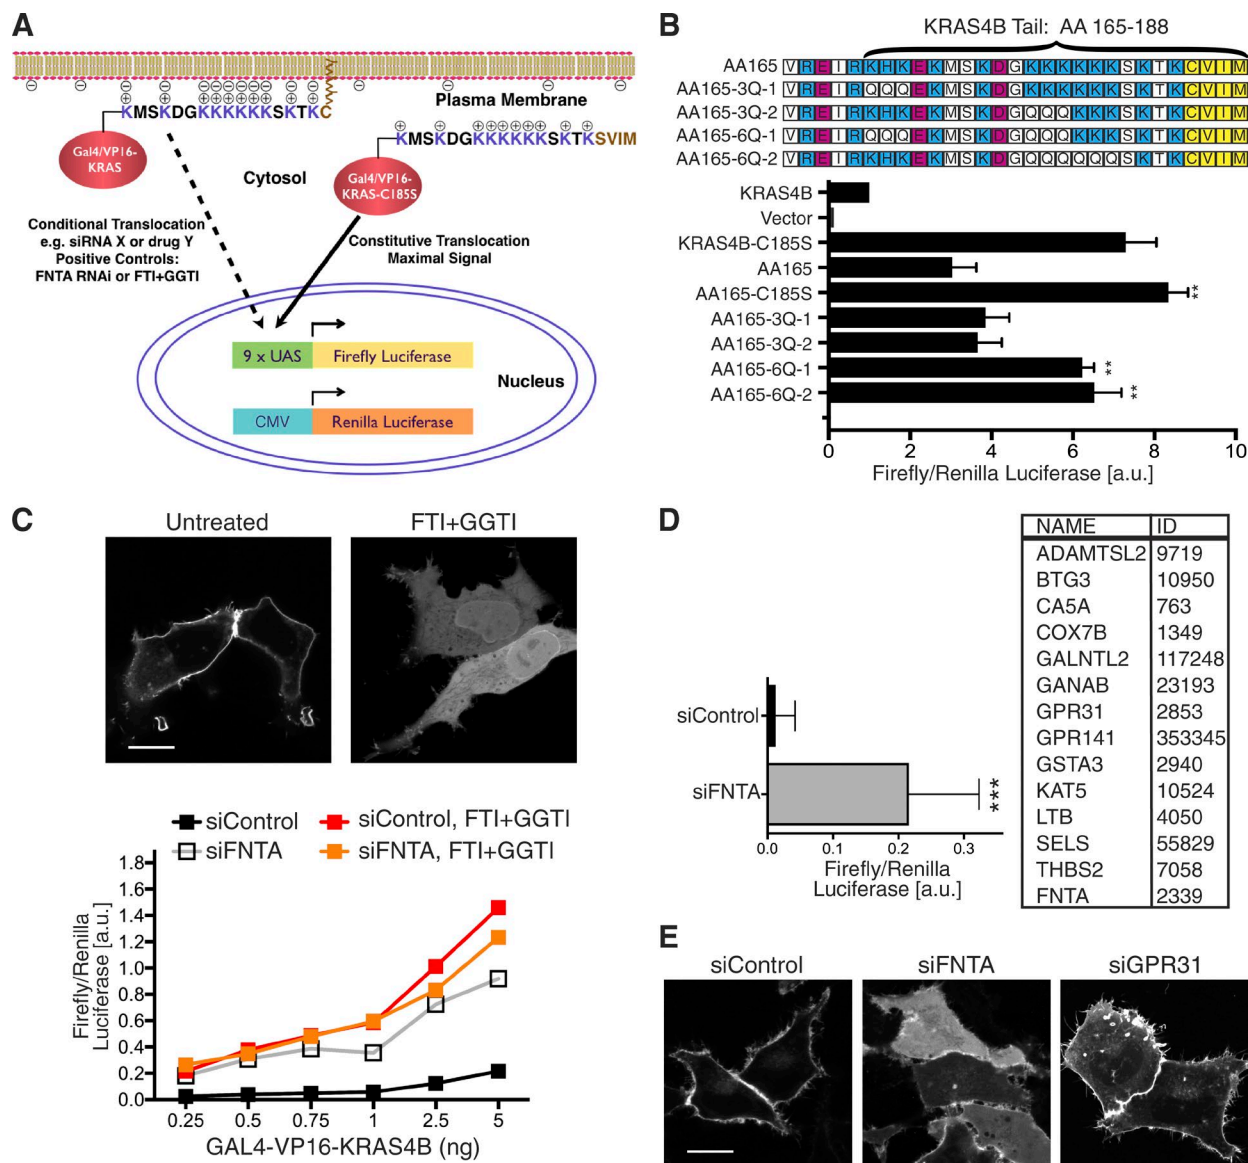 A
Plasma Membrane
KMSKDGKKKKKKSKTKC
KMSKDGKKKKKKSKTKSVIM
Gal4/VP16-
KRAS
Cytosol
Gal4/VP16-
KRAS-C185S
Conditional Translocation
e.g. siRNA X or drug Y
Positive Controls:
FNTA RNAi or FTI+GGTI
Constitutive Translocation
Maximal Signal
9 x UAS
Firefly Luciferase
Nucleus
CMV
Renilla Luciferase
B
KRAS4B Tail: AA 165-188
AA165 VREIRKHKEKMSKDGKKKKKKSKTKCVIM
AA165-3Q-1 VREIRQQQEKMSKDGKKKKKKSKTKCVIM
AA165-3Q-2 VREIRKHKEKMSKDGQQQKKKSKTKCVIM
AA165-6Q-1 VREIRQQQEKMSKDGQQQKKKSKTKCVIM
AA165-6Q-2 VREIRKHKEKMSKDGQQQQQQSKTKCVIM
KRAS4B
Vector
KRAS4B-C185S
AA165
AA165-C185S **
AA165-3Q-1
AA165-3Q-2
AA165-6Q-1 **
AA165-6Q-2 **
0 2 4 6 8 10
Firefly/Renilla Luciferase [a.u.]
C
Untreated
FTI+GGTI
siControl
siControl, FTI+GGTI
siFNTA
siFNTA, FTI+GGTI
Firefly/Renilla
Luciferase [a.u.]
1.8
1.6
1.4
1.2
1.0
0.8
0.6
0.4
0.2
0.0
0.25 0.5 0.75 1 2.5 5
GAL4-VP16-KRAS4B (ng)
D
siControl
siFNTA
***
0.0 0.1 0.2 0.3
Firefly/Renilla
Luciferase [a.u.]
NAME ID
ADAMTSL2 9719
BTG3 10950
CA5A 763
COX7B 1349
GALNTL2 117248
GANAB 23193
GPR31 2853
GPR141 353345
GSTA3 2940
KAT5 10524
LTB 4050
SELS 55829
THBS2 7058
FNTA 2339
E
siControl
siFNTA
siGPR31